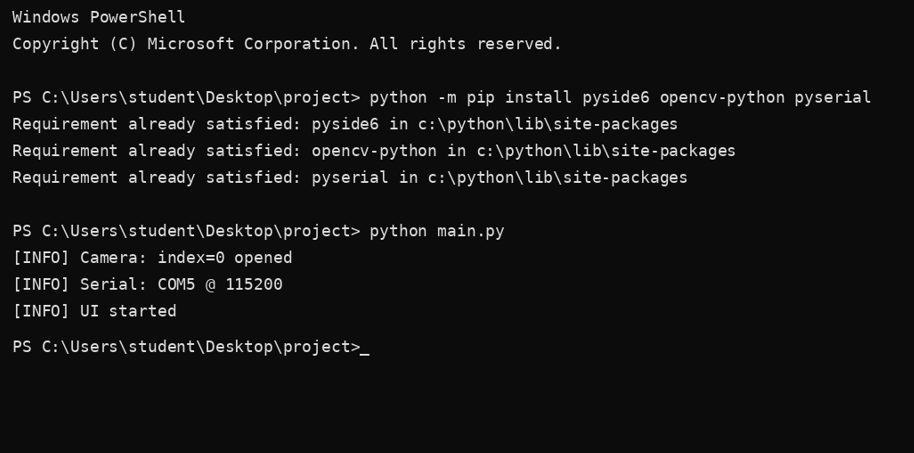 Windows PowerShell
Copyright (C) Microsoft Corporation. All rights reserved.
PS C:\Users\student\Desktop\project> python -m pip install pyside6 opencv-python pyserial
Requirement already satisfied: pyside6 in c:\python\lib\site-packages
Requirement already satisfied: opencv-python in c:\python\lib\site-packages
Requirement already satisfied: pyserial in c:\python\lib\site-packages
PS C:\Users\student\Desktop\project> python main.py
[INFO] Camera: index=0 opened
[INFO] Serial: COM5 @ 115200
[INFO] UI started
PS C:\Users\student\Desktop\project>_